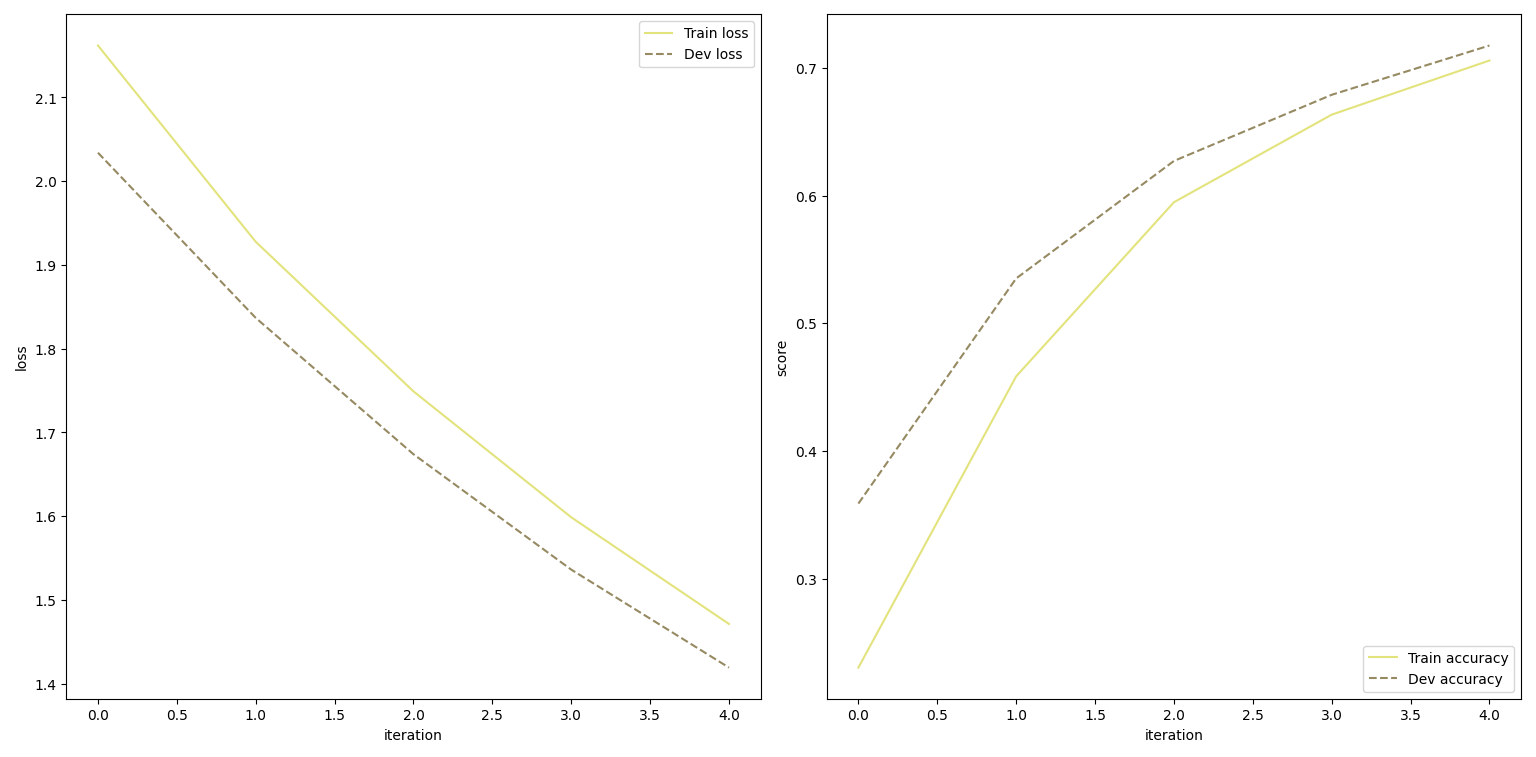 Train loss
Dev loss
2.1
2.0
1.9
1.8
1.7
1.6
1.5
1.4
loss
0.0 0.5 1.0 1.5 2.0 2.5 3.0 3.5 4.0
iteration
0.7
0.6
0.5
0.4
0.3
score
Train accuracy
Dev accuracy
0.0 0.5 1.0 1.5 2.0 2.5 3.0 3.5 4.0
iteration